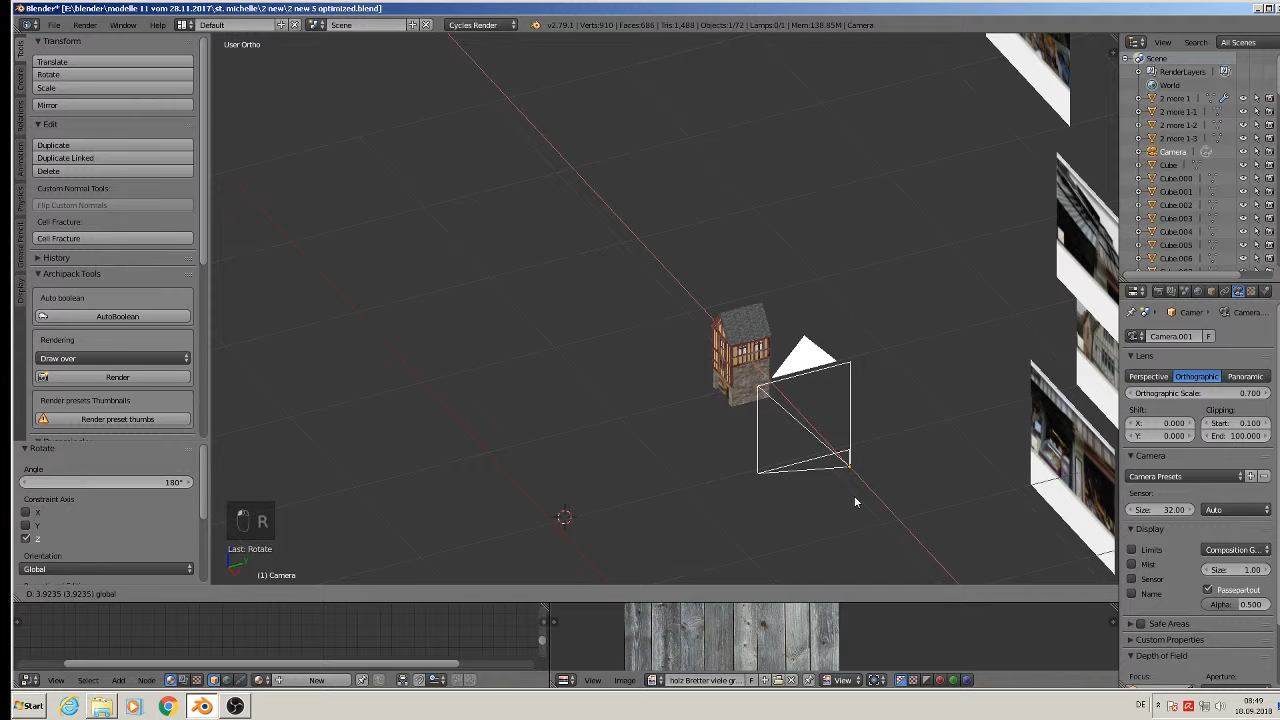 Blender* [E:\blender\modelle 11 vom 28.11.2017\st. michelle\2 new\2 new 5 optimized.blend]
File Render Window Help Default Scene Cycles Render v2.79.1 | Verts:910 | Faces:686 | Tris:1,488 | Objects:1/72 | Lamps:0/1 | Mem:138.85M | Camera
Tools
Create
Relations
Animation
Physics
Grease Pencil
Display
Transform
Translate
Rotate
Scale
Mirror
Edit
Duplicate
Duplicate Linked
Delete
Custom Normal Tools:
Flip Custom Normals
Cell Fracture:
Cell Fracture
History
Archipack Tools
Auto boolean
AutoBoolean
Rendering
Draw over
Render
Render presets Thumbnails
Render preset thumbs
Rotate
Angle
180°
Constraint Axis
X
Y
Z
Orientation
Global
User Ortho
R
Last: Rotate
(1) Camera
D: 3.9235 (3.9235) global
View Search All Scenes
Scene
RenderLayers
World
2 more 1
2 more 1-1
2 more 1-2
2 more 1-3
Camera
Cube
Cube.000
Cube.001
Cube.002
Cube.003
Cube.004
Cube.005
Cube.006
Camer Camera....
Camera.001 F
Lens
Perspective Orthographic Panoramic
Orthographic Scale: 0.700
Shift: Clipping:
X: 0.000 Start: 0.100
Y: 0.000 End: 100.000
Camera
Camera Presets
Sensor:
Size: 32.00 Auto
Display
Limits Composition G...
Mist Size: 1.00
Sensor Passepartout
Name Alpha: 0.500
Safe Areas
Custom Properties
Depth of Field
Focus: Aperture:
View Select Add Node New
View Image holz Bretter viele gr... F View
Start DE 08:49
18.09.2018